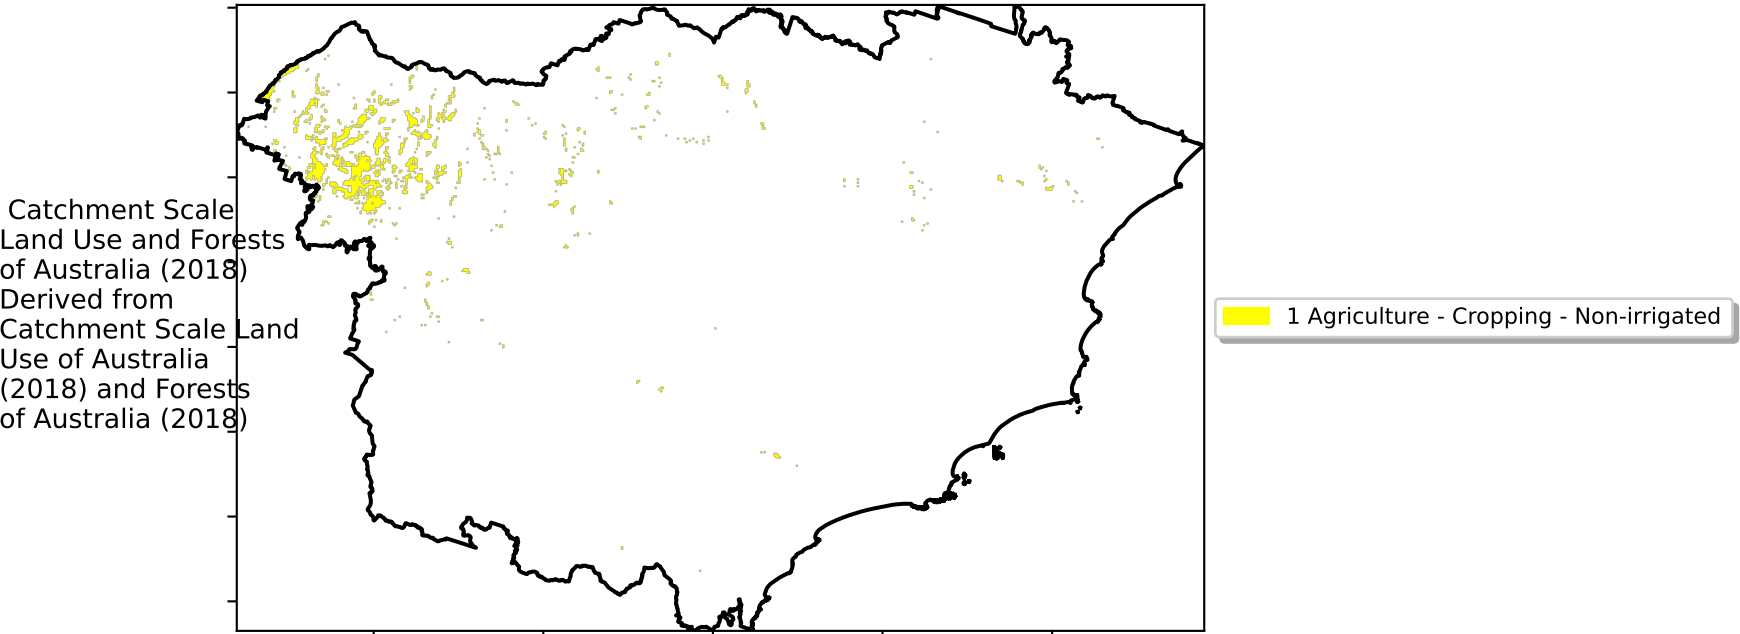 Catchment Scale
Land Use and Forests
of Australia (2018)
Derived from
Catchment Scale Land
Use of Australia
(2018) and Forests
of Australia (2018)
1 Agriculture - Cropping - Non-irrigated